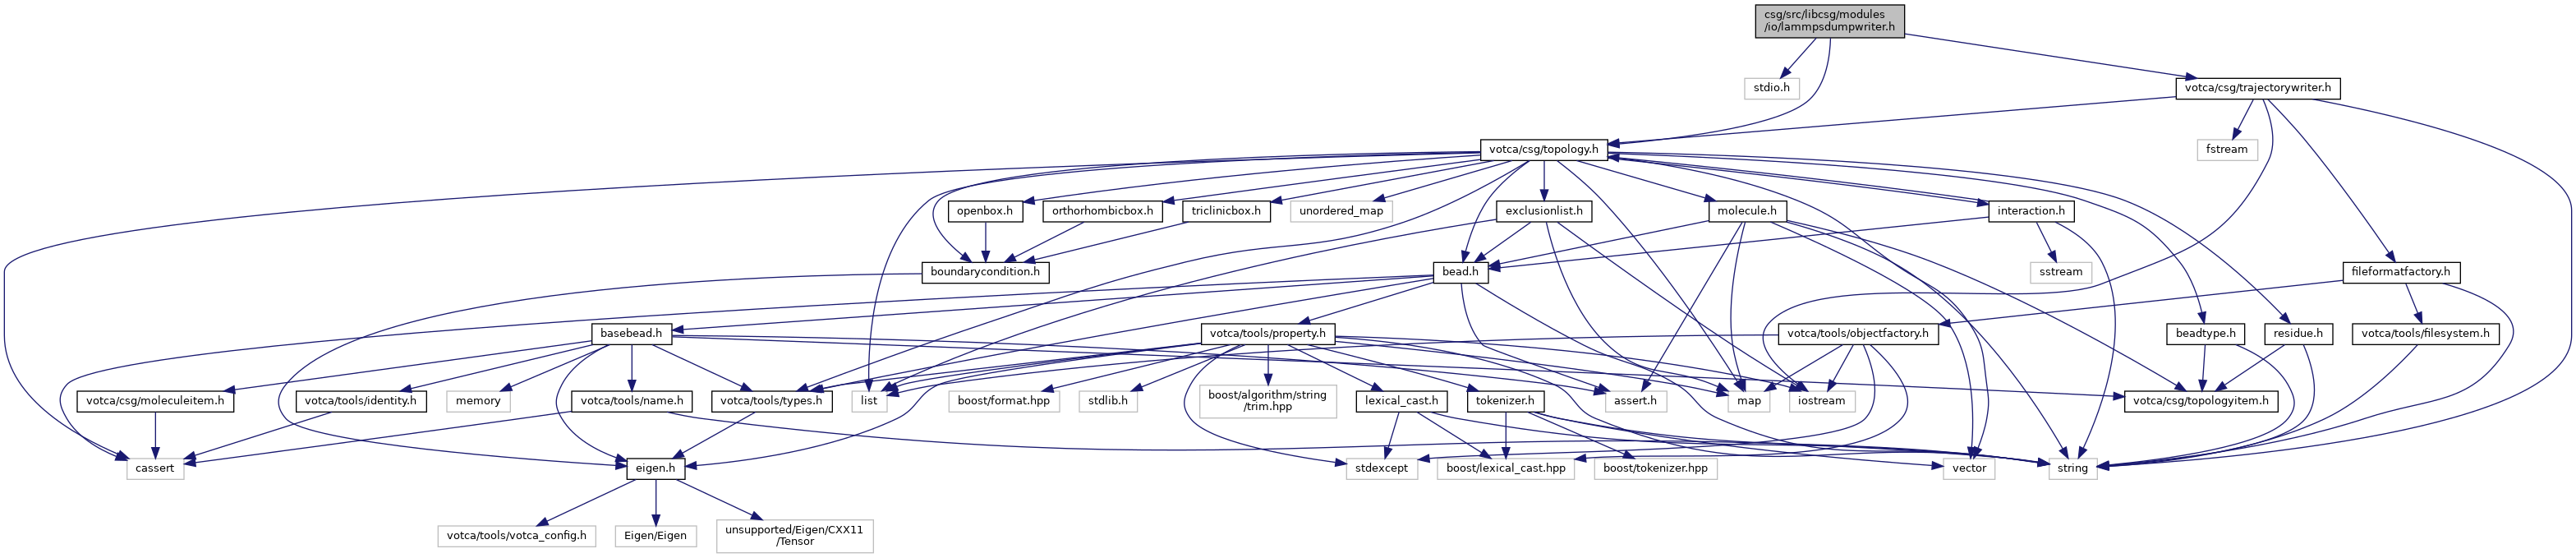 csg/src/libcsg/modules
/io/lammpsdumpwriter.h
stdio.h
votca/csg/trajectorywriter.h
votca/csg/topology.h
fstream
openbox.h
orthorhombicbox.h
triclinicbox.h
unordered_map
exclusionlist.h
molecule.h
interaction.h
boundarycondition.h
bead.h
sstream
fileformatfactory.h
basebead.h
votca/tools/property.h
votca/tools/objectfactory.h
beadtype.h
residue.h
votca/tools/filesystem.h
votca/csg/moleculeitem.h
votca/tools/identity.h
memory
votca/tools/name.h
votca/tools/types.h
list
boost/format.hpp
stdlib.h
boost/algorithm/string
/trim.hpp
lexical_cast.h
tokenizer.h
assert.h
map
iostream
votca/csg/topologyitem.h
cassert
eigen.h
stdexcept
boost/lexical_cast.hpp
boost/tokenizer.hpp
vector
string
votca/tools/votca_config.h
Eigen/Eigen
unsupported/Eigen/CXX11
/Tensor